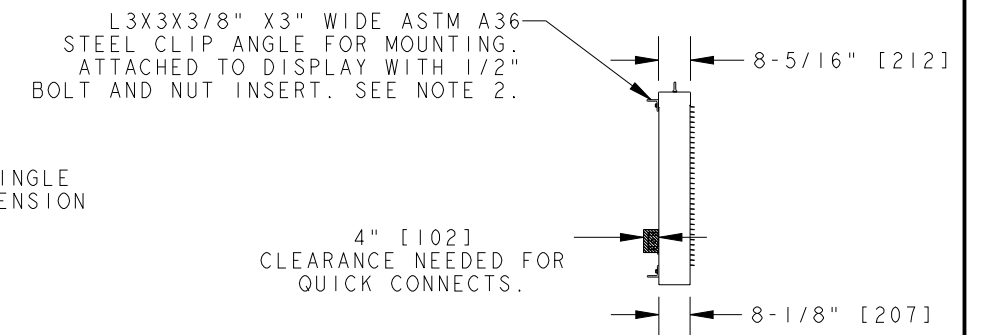 L3X3X3/8" X3" WIDE ASTM A36
STEEL CLIP ANGLE FOR MOUNTING.
ATTACHED TO DISPLAY WITH 1/2"
BOLT AND NUT INSERT. SEE NOTE 2.
8-5/16" [212]
INGLE
ENSION
4" [102]
CLEARANCE NEEDED FOR
QUICK CONNECTS.
8-1/8" [207]